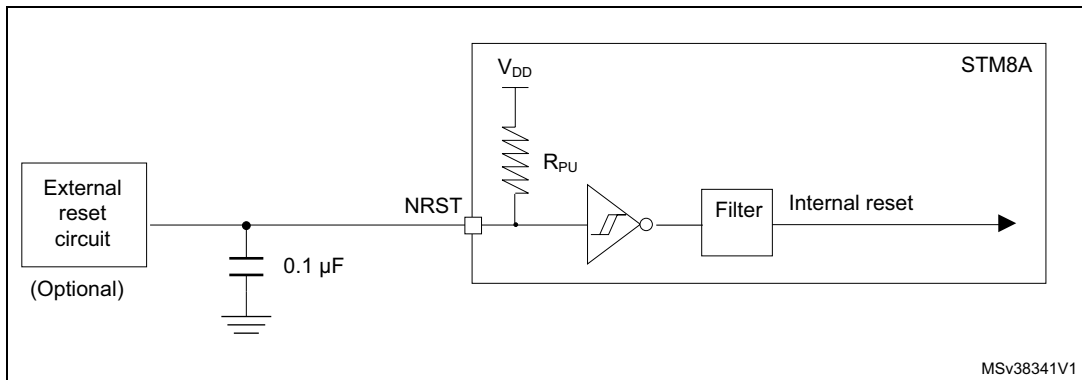 V_DD
STM8A
R_PU
External
reset
circuit
(Optional)
0.1 µF
NRST
Filter
Internal reset
MSv38341V1